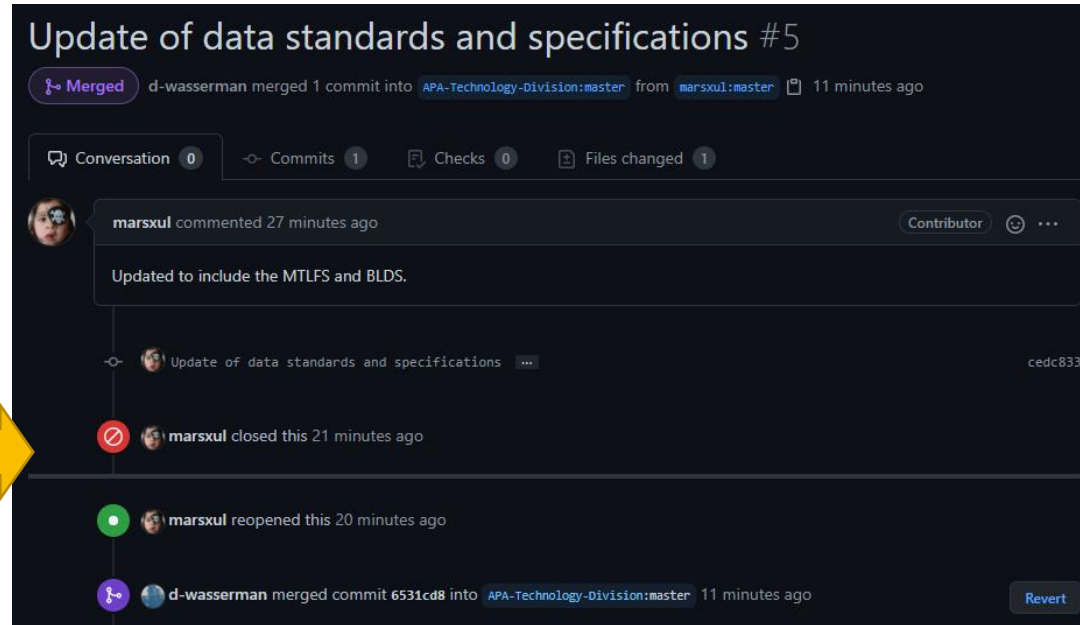 Update of data standards and specifications #5
Merged d-wasserman merged 1 commit into APA-Technology-Division:master from marsxul:master 11 minutes ago
Conversation 0 Commits 1 Checks 0 Files changed 1
marsxul commented 27 minutes ago Contributor ...
Updated to include the MTLFS and BLDS.
Update of data standards and specifications ... cedc833
marsxul closed this 21 minutes ago
marsxul reopened this 20 minutes ago
d-wasserman merged commit 6531cd8 into APA-Technology-Division:master 11 minutes ago Revert